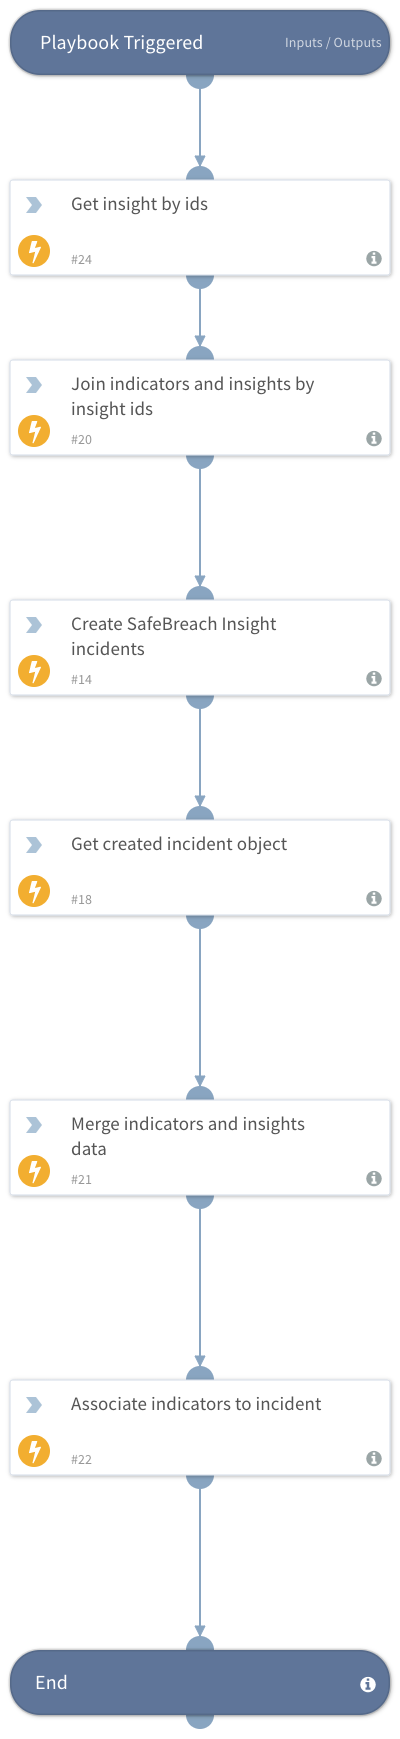 Playbook Triggered
Inputs / Outputs
Get insight by ids
#24
Join indicators and insights by
insight ids
#20
Create SafeBreach Insight
incidents
#14
Get created incident object
#18
Merge indicators and insights
data
#21
Associate indicators to incident
#22
End